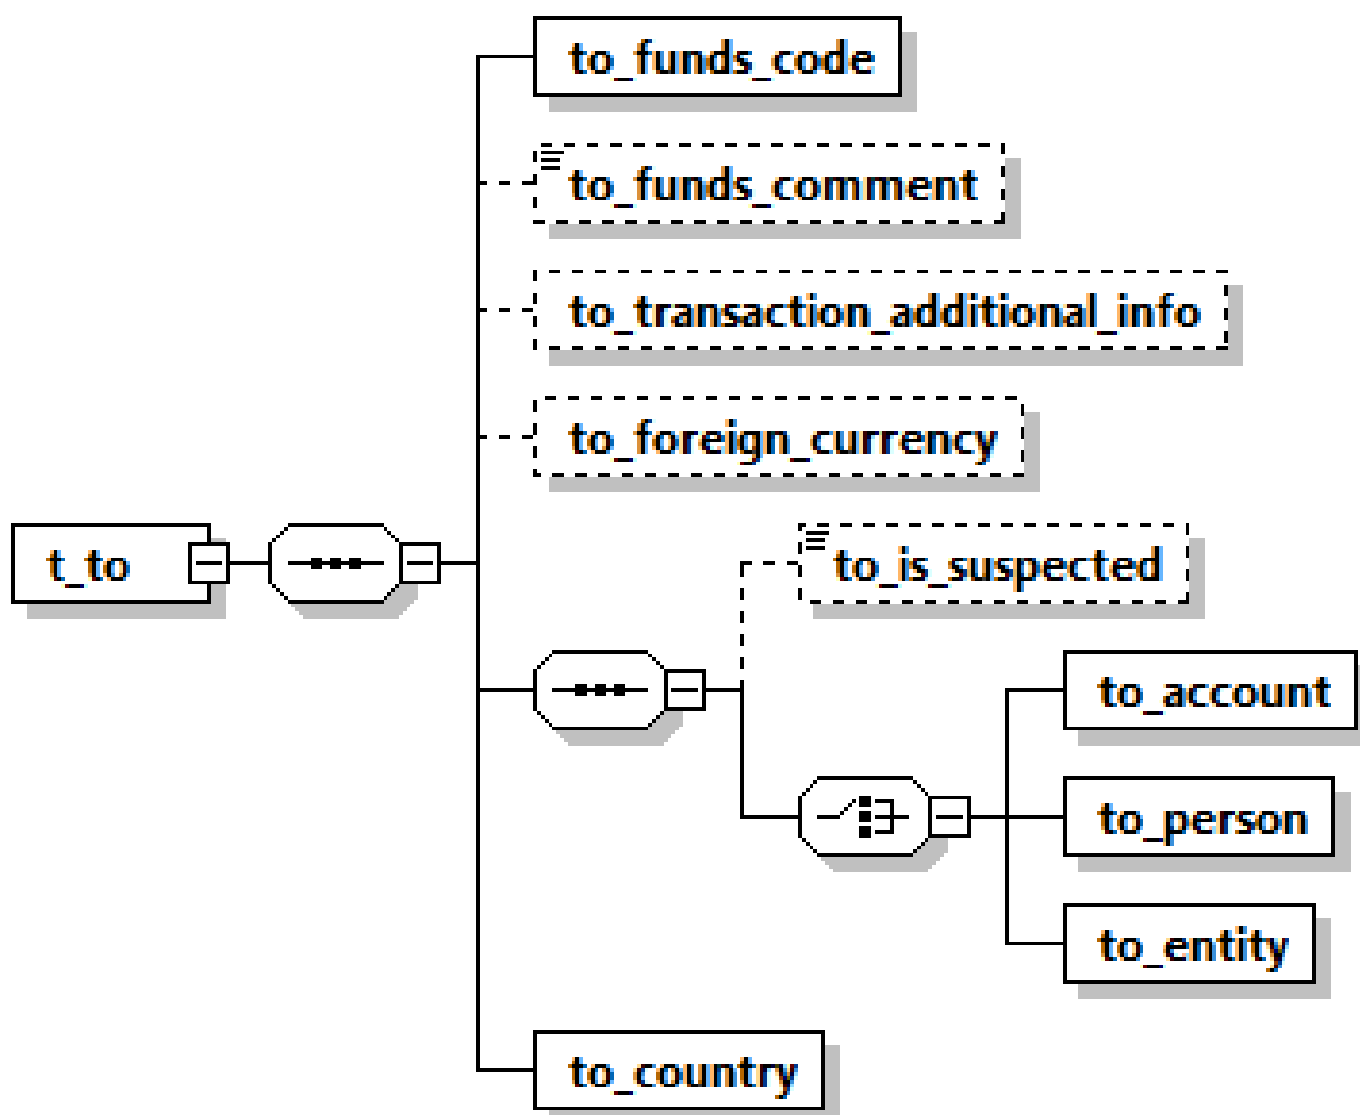 to_funds_code
to_funds_comment
to_transaction_additional_info
to_foreign_currency
t_to
to_is_suspected
to_account
to_person
to_entity
to_country